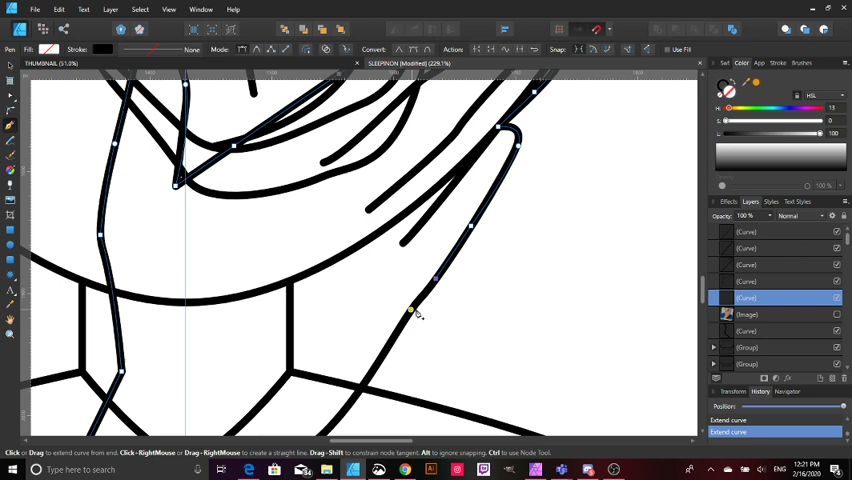 File Edit Text Layer Select View Window
Pen Fill: Stroke: None Mode: Convert: Action: Snap: Use Fill
THUMBNAIL (51.0%) × SLEEPINON [Modified] (229.1%) ×
Set Color App Stroke Brushes
HSL
H: 13
S: 0
L: 100
Effects Layers Styles Text Styles
Opacity: 100 % Normal
(Curve)
(Curve)
(Curve)
(Curve)
(Curve)
(Image)
(Curve)
(Group)
(Group)
Transform History Navigator
Position:
Extend curve
Extend curve
Click or Drag to extend curve from end. Click+RightMouse or Drag+RightMouse to create a straight line. Drag+Shift to constrain node tangent. Alt to ignore snapping. Ctrl to use Node Tool.
Type here to search
ENG
12:21 PM
2/16/2020